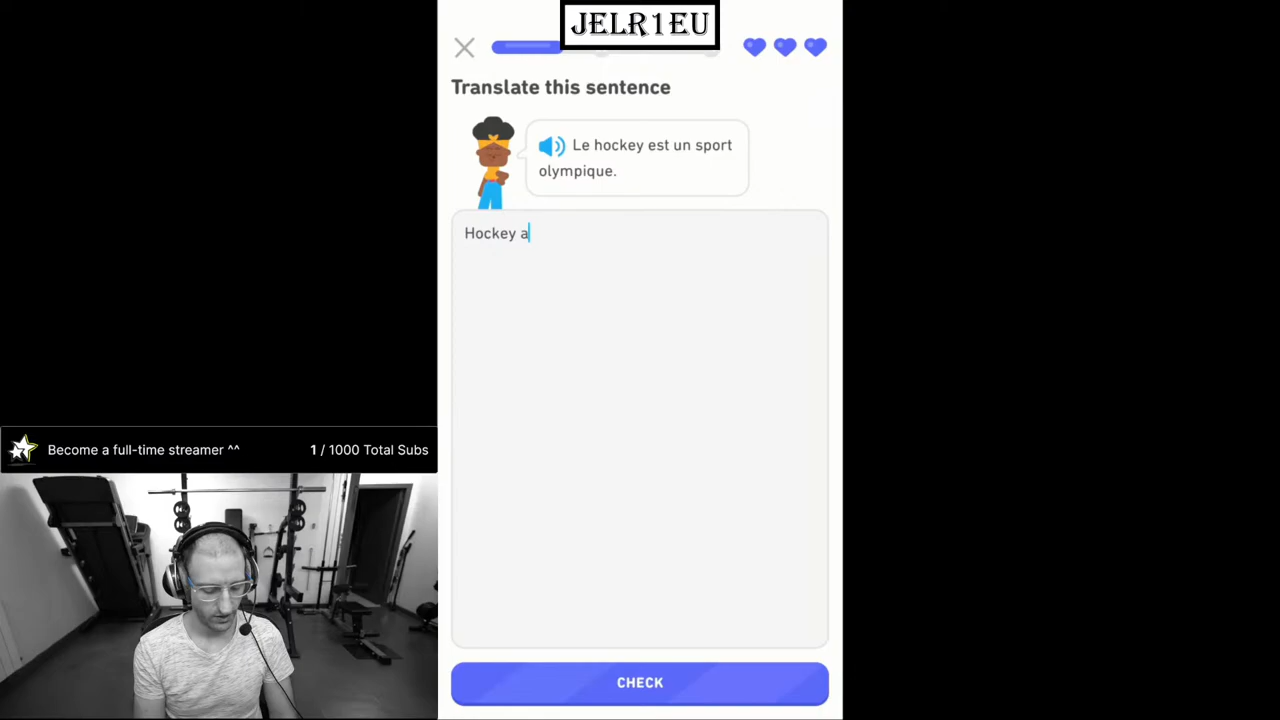 JELR1EU
Translate this sentence
Le hockey est un sport
olympique.
Hockey a
Become a full-time streamer ^^ 1 / 1000 Total Subs
CHECK